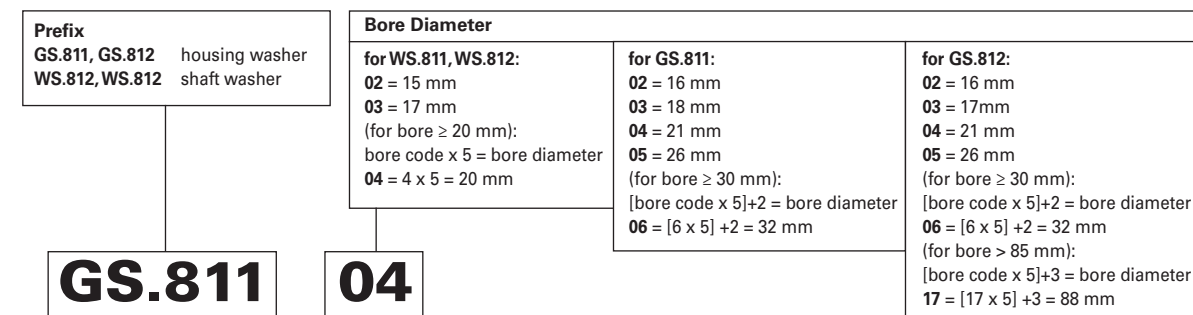 Prefix
GS.811, GS.812 housing washer
WS.812, WS.812 shaft washer
Bore Diameter
for WS.811, WS.812:
02 = 15 mm
03 = 17 mm
(for bore ≥ 20 mm):
bore code x 5 = bore diameter
04 = 4 x 5 = 20 mm
for GS.811:
02 = 16 mm
03 = 18 mm
04 = 21 mm
05 = 26 mm
(for bore ≥ 30 mm):
[bore code x 5]+2 = bore diameter
06 = [6 x 5] +2 = 32 mm
for GS.812:
02 = 16 mm
03 = 17mm
04 = 21 mm
05 = 26 mm
(for bore ≥ 30 mm):
[bore code x 5]+2 = bore diameter
06 = [6 x 5] +2 = 32 mm
(for bore > 85 mm):
[bore code x 5]+3 = bore diameter
17 = [17 x 5] +3 = 88 mm
GS.811 04